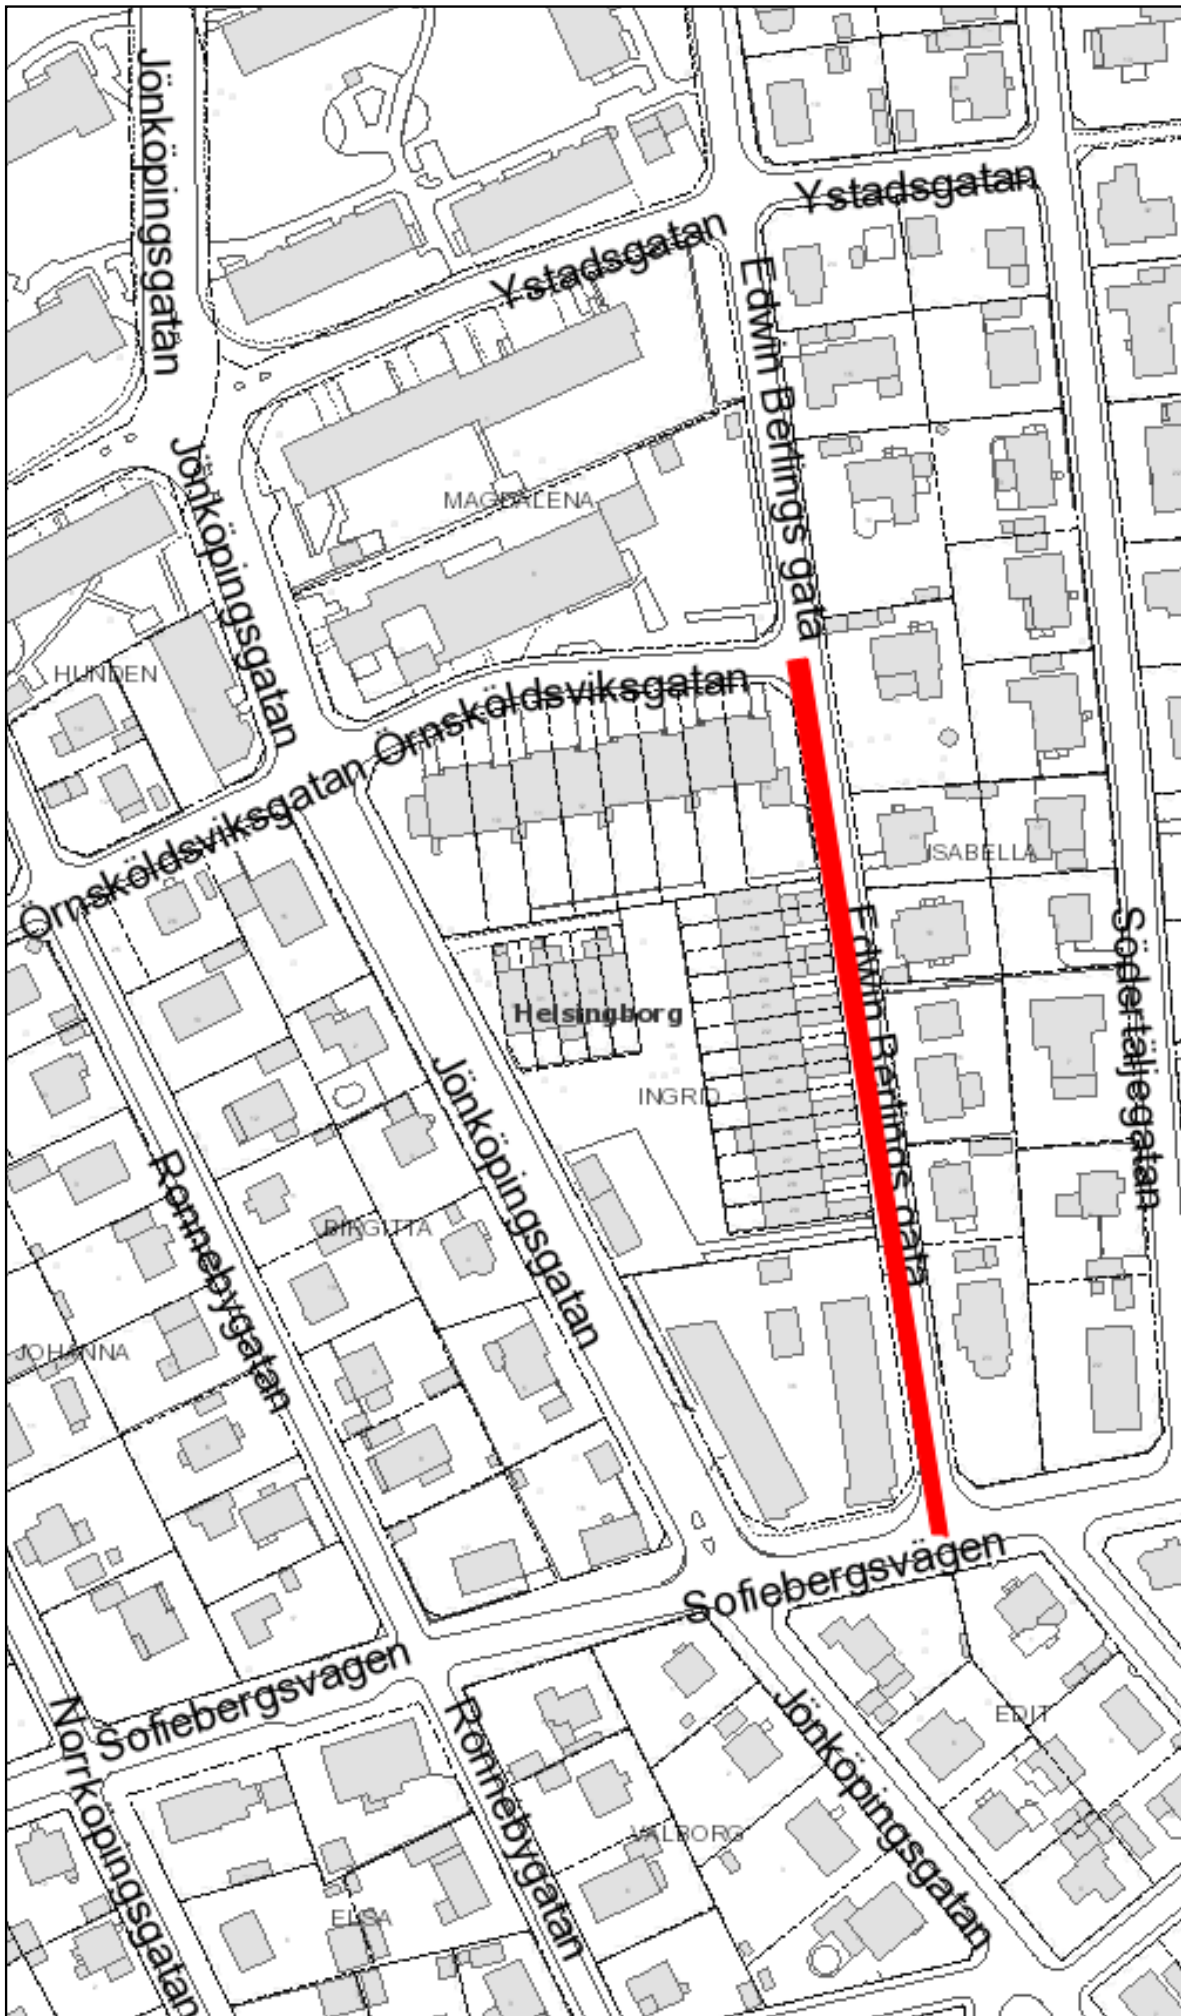 Jönköpingsgatan
Ystadsgatan
Ystadsgatan
Edwin Berlings gata
Jönköpingsgatan
MAGDALENA
HUNDEN
Örnsköldsviksgatan
Örnsköldsviksgatan
ISABELLA
Edwin Berlings gata
Södertäljegatan
Helsingborg
INGRID
Jönköpingsgatan
Ronnebygatan
BIRGITTA
JOHANNA
Sofiebergsvägen
Sofiebergsvägen
Norrköpingsgatan
Ronnebygatan
Jönköpingsgatan
EDIT
VALBORG
ELSA